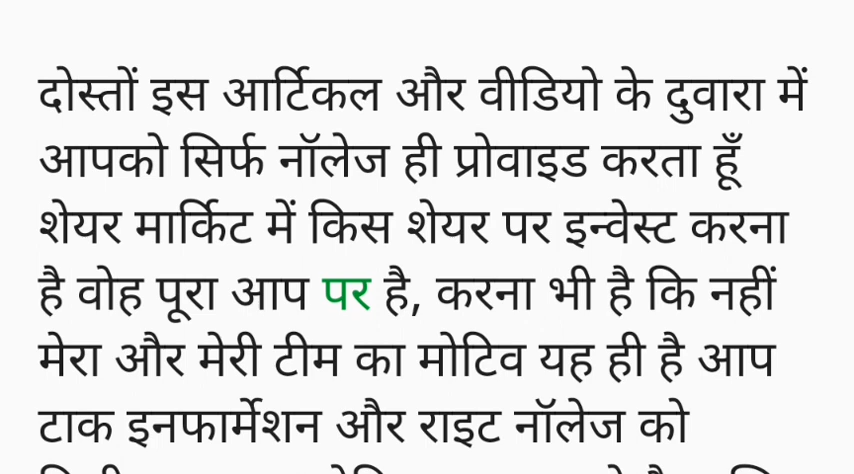 दोस्तों इस आर्टिकल और वीडियो के दुवारा में
आपको सिर्फ नॉलेज ही प्रोवाइड करता हूँ
शेयर मार्किट में किस शेयर पर इन्वेस्ट करना
है वोह पूरा आप पर है, करना भी है कि नहीं
मेरा और मेरी टीम का मोटिव यह ही है आप
टाक इनफार्मेशन और राइट नॉलेज को